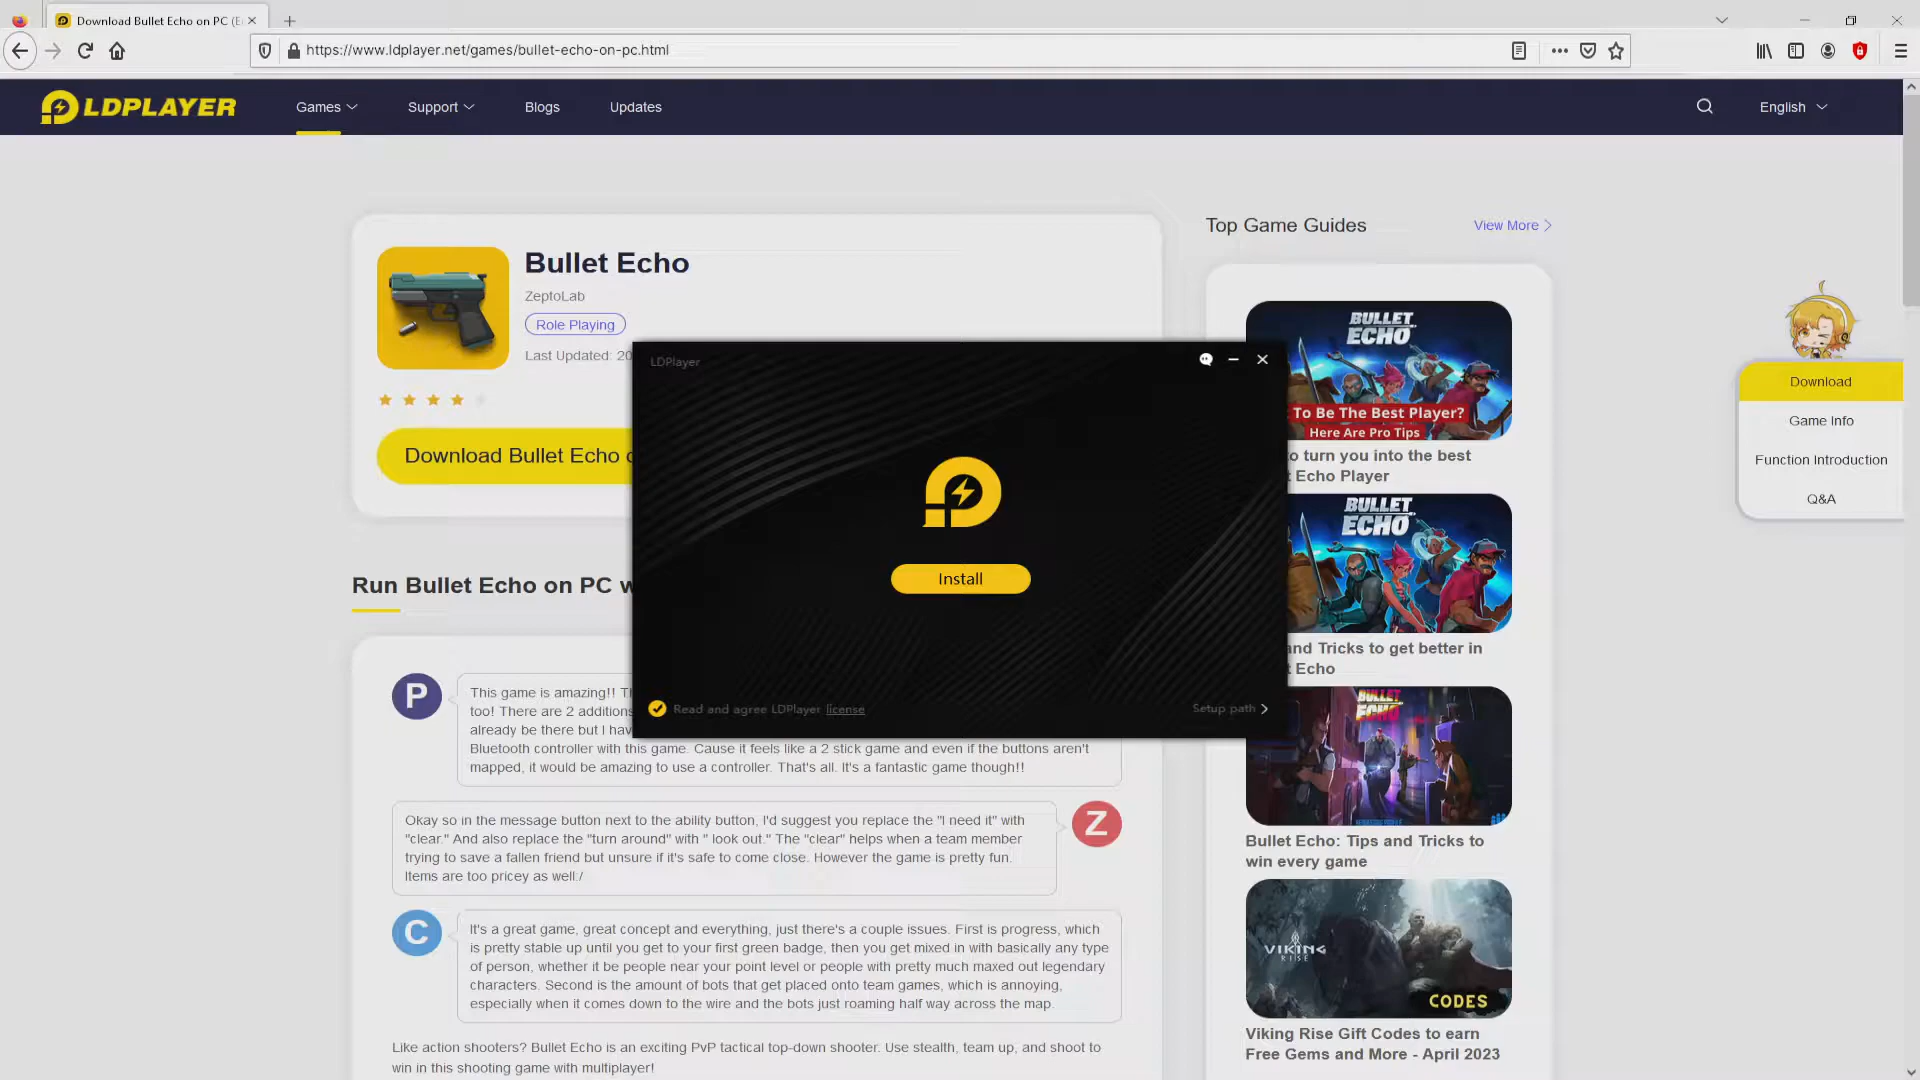 Download Bullet Echo on PC (E
https://www.ldplayer.net/games/bullet-echo-on-pc.html
LDPLAYER
Games
Support
Blogs
Updates
English
Bullet Echo
ZeptoLab
Role Playing
Last Updated: 20
Download Bullet Echo
Run Bullet Echo on PC
P
This game is amazing!!
too! There are 2 additions
already be there but I
Bluetooth controller with this game. Cause it feels like a 2 stick game and even if the buttons aren't
mapped, it would be amazing to use a controller. That's all. It's a fantastic game though!!
Okay so in the message button next to the ability button, I'd suggest you replace the "I need it" with
"clear." And also replace the "turn around" with " look out." The "clear" helps when a team member
trying to save a fallen friend but unsure if it's safe to come close. However the game is pretty fun.
Items are too pricey as well:/
Z
C
It's a great game, great concept and everything, just there's a couple issues. First is progress, which
is pretty stable up until you get to your first green badge, then you get mixed in with basically any type
of person, whether it be people near your point level or people with pretty much maxed out legendary
characters. Second is the amount of bots that get placed onto team games, which is annoying,
especially when it comes down to the wire and the bots just roaming half way across the map.
Like action shooters? Bullet Echo is an exciting PvP tactical top-down shooter. Use stealth, team up, and shoot to
win in this shooting game with multiplayer!
LDPlayer
Install
Read and agree LDPlayer license
Setup path
Top Game Guides
View More
BULLET
ECHO
To Be The Best Player?
Here Are Pro Tips
to turn you into the best
Echo Player
BULLET
ECHO
and Tricks to get better in
Echo
BULLET
ECHO
Bullet Echo: Tips and Tricks to
win every game
VIKING
RISE
CODES
Viking Rise Gift Codes to earn
Free Gems and More - April 2023
Download
Game Info
Function Introduction
Q&A